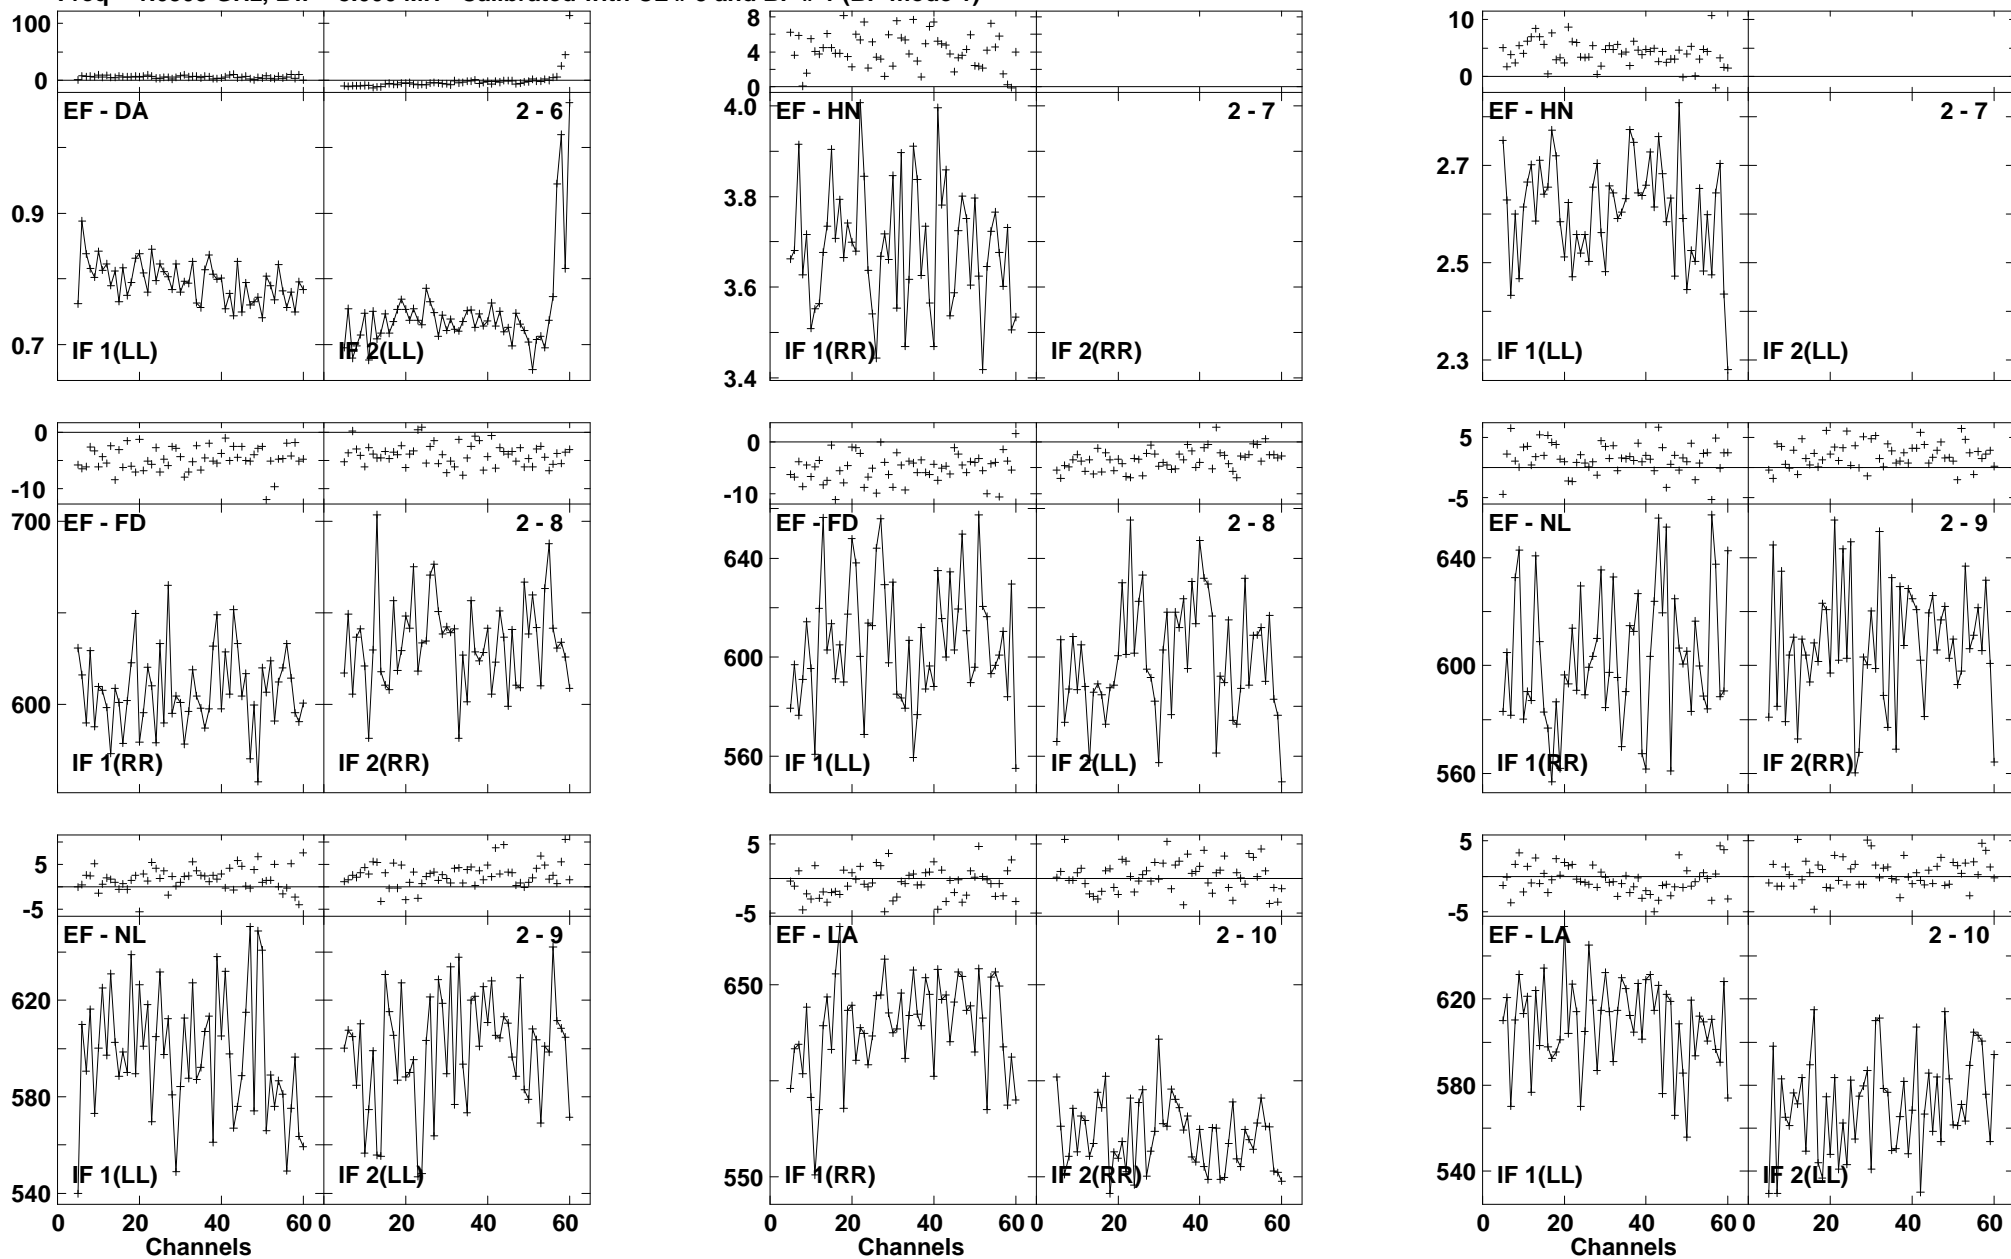 100
0
EF - DA
2 - 6
0.9
0.7
IF 1(LL)
IF 2(LL)
8
4
0
EF - HN
2 - 7
4.0
3.8
3.6
3.4
IF 1(RR)
IF 2(RR)
10
0
EF - HN
2 - 7
2.7
2.5
2.3
IF 1(LL)
IF 2(LL)
0
-10
EF - FD
2 - 8
700
600
IF 1(RR)
IF 2(RR)
0
-10
EF - FD
2 - 8
640
600
560
IF 1(LL)
IF 2(LL)
5
-5
EF - NL
2 - 9
640
600
560
IF 1(RR)
IF 2(RR)
5
-5
EF - NL
2 - 9
620
580
540
IF 1(LL)
IF 2(LL)
0 20 40 60 0 20 40 60
Channels
5
-5
EF - LA
2 - 10
650
550
IF 1(RR)
IF 2(RR)
0 20 40 60 0 20 40 60
Channels
5
-5
EF - LA
2 - 10
620
580
540
IF 1(LL)
IF 2(LL)
0 20 40 60 0 20 40 60
Channels